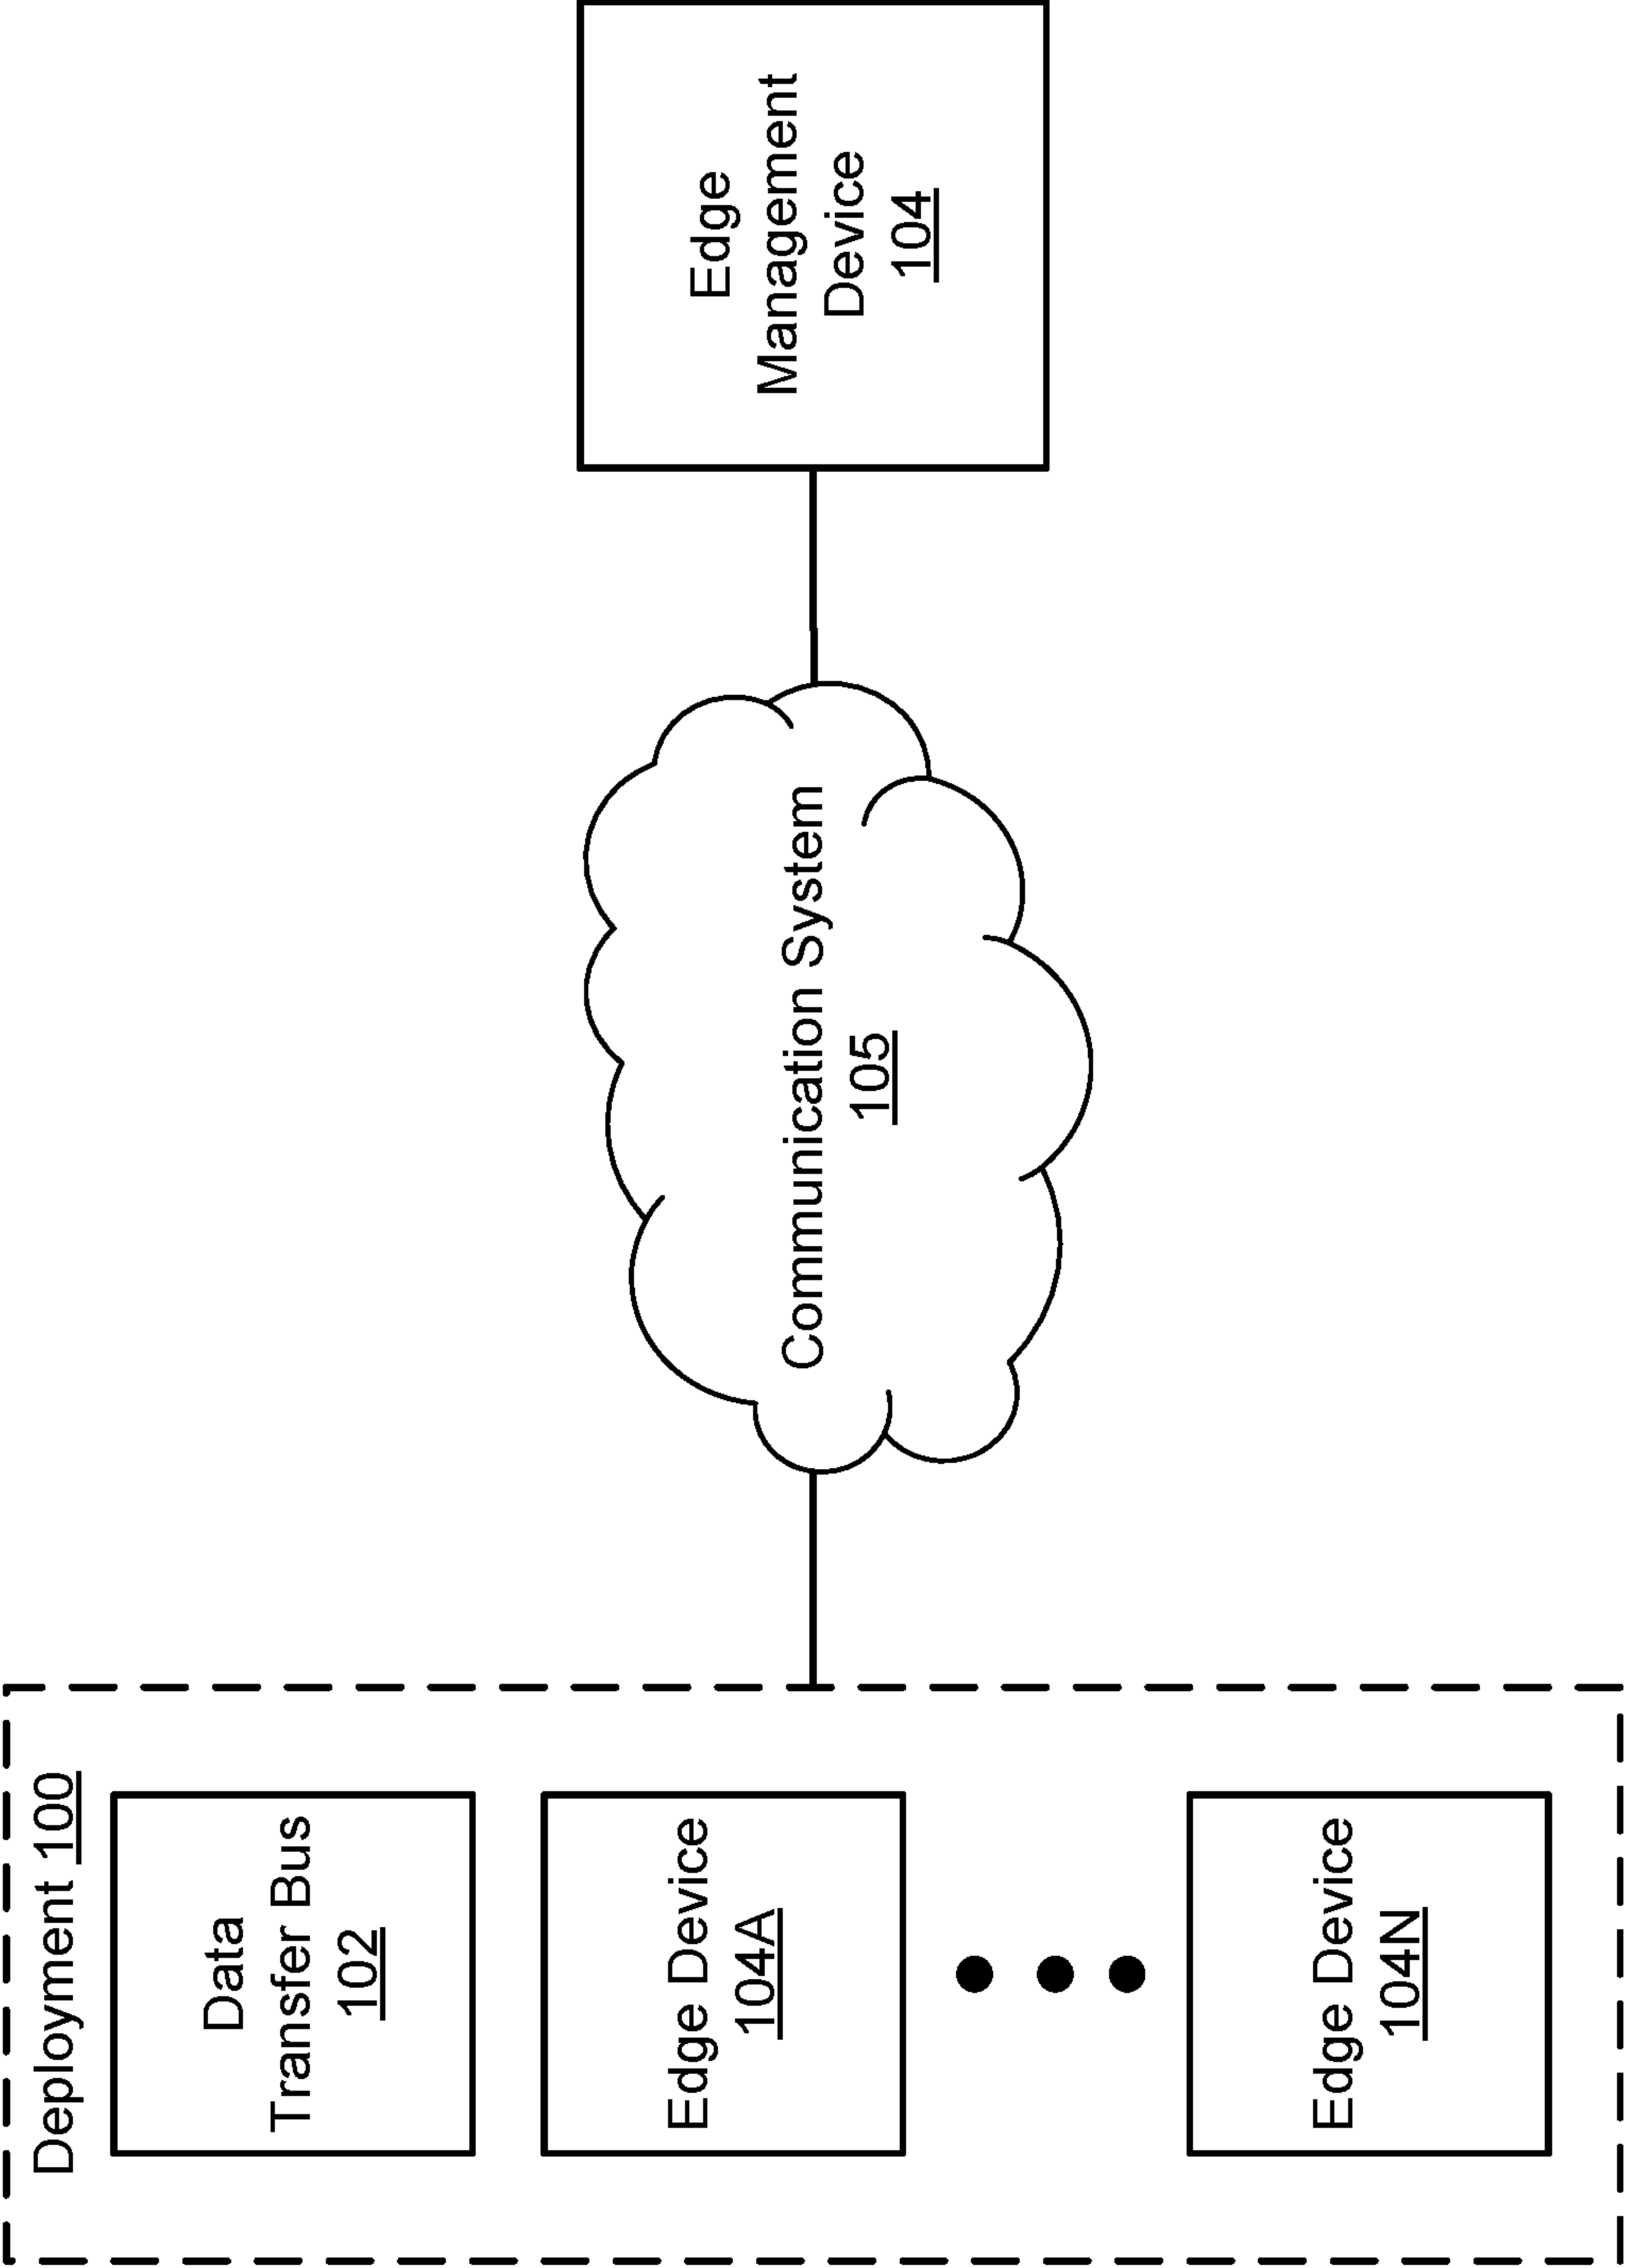 Deployment 100
Data
Transfer Bus
102
Edge Device
104A
Edge Device
104N
Communication System
105
Edge
Management
Device
104